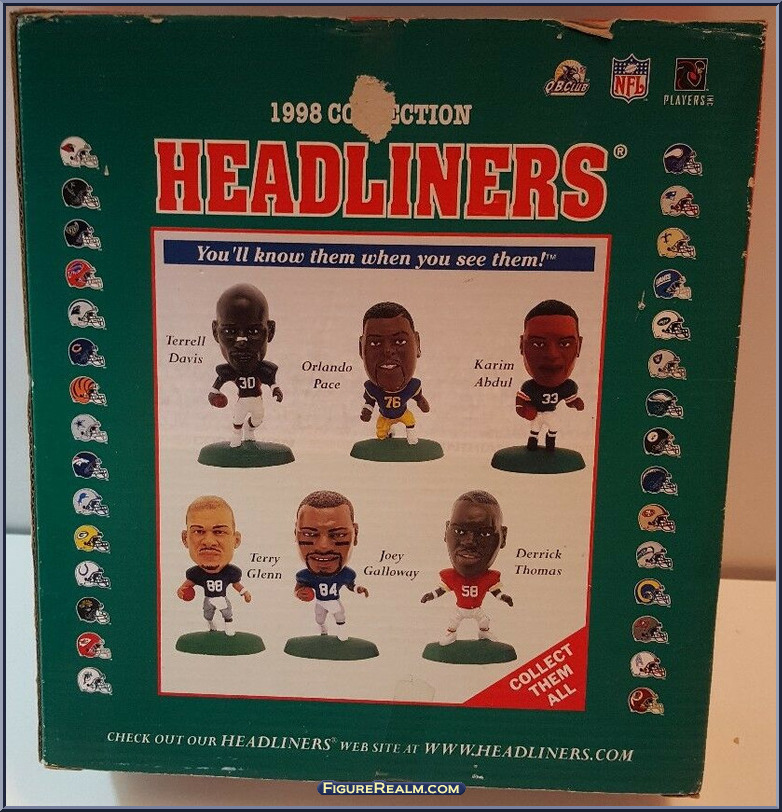 Q.B. CLUB
NFL
PLAYERS INC
1998 CO ECTION
HEADLINERS®
You'll know them when you see them!™
Terrell
Davis
30
Orlando
Pace
76
Karim
Abdul
33
Terry
Glenn
88
Joey
Galloway
84
Derrick
Thomas
58
COLLECT
THEM
ALL
CHECK OUT OUR HEADLINERS® WEB SITE AT WWW.HEADLINERS.COM
FIGUREREALM.COM